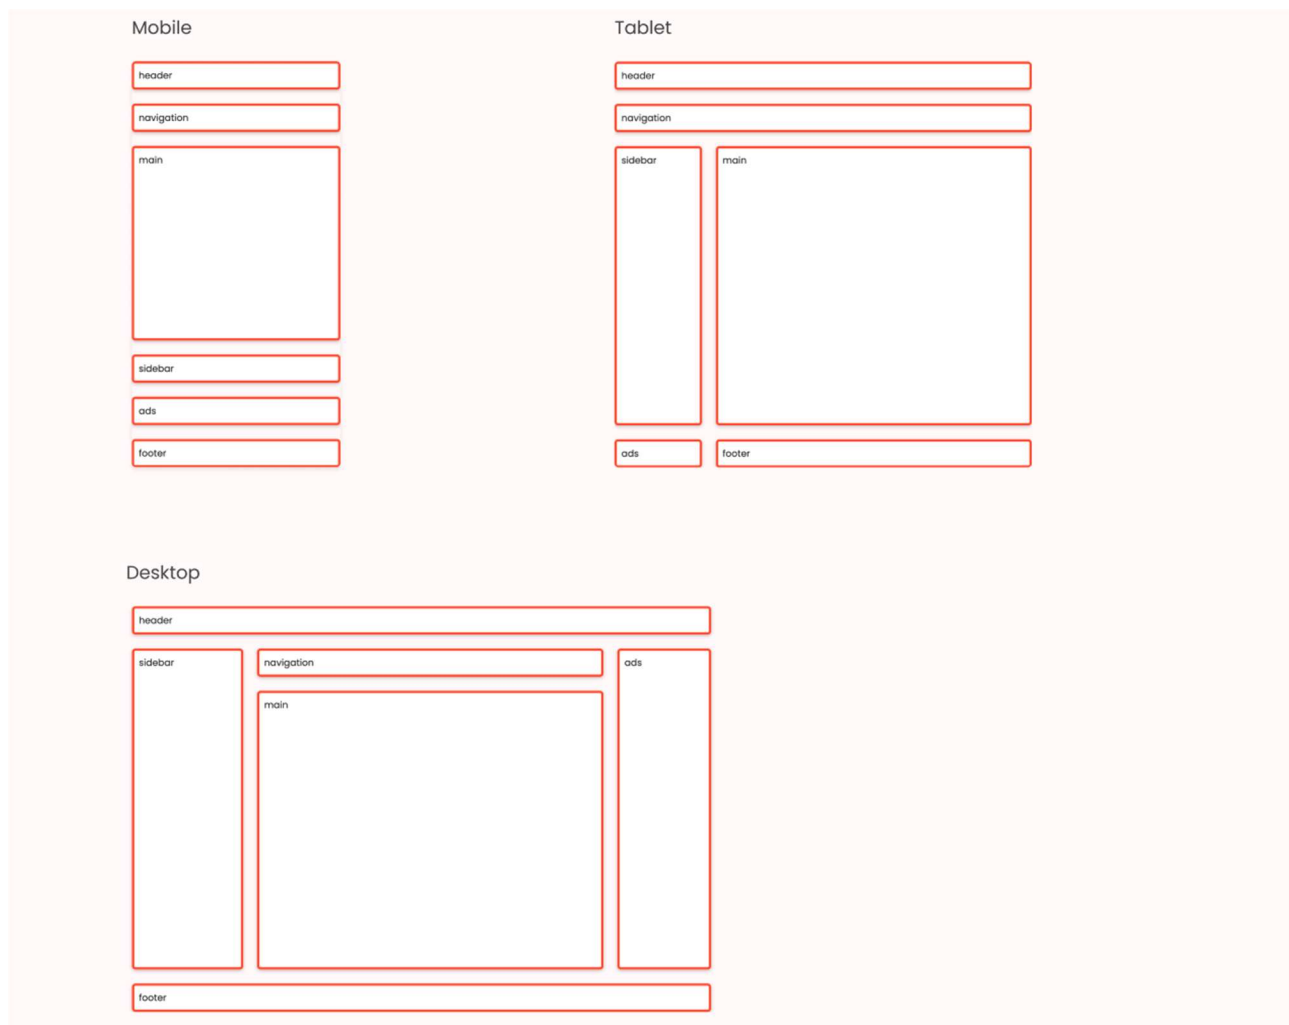 Mobile
header
navigation
main
sidebar
ads
footer
Tablet
header
navigation
sidebar
main
ads
footer
Desktop
header
sidebar
navigation
ads
main
footer